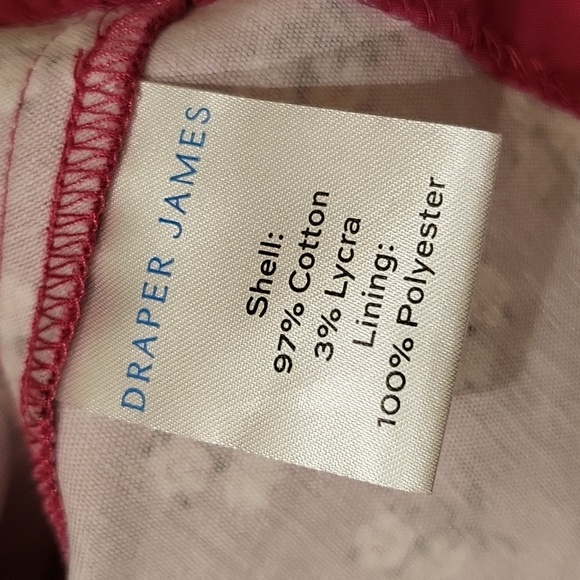 DRAPER JAMES
Shell:
97% Cotton
3% Lycra
Lining:
100% Polyester